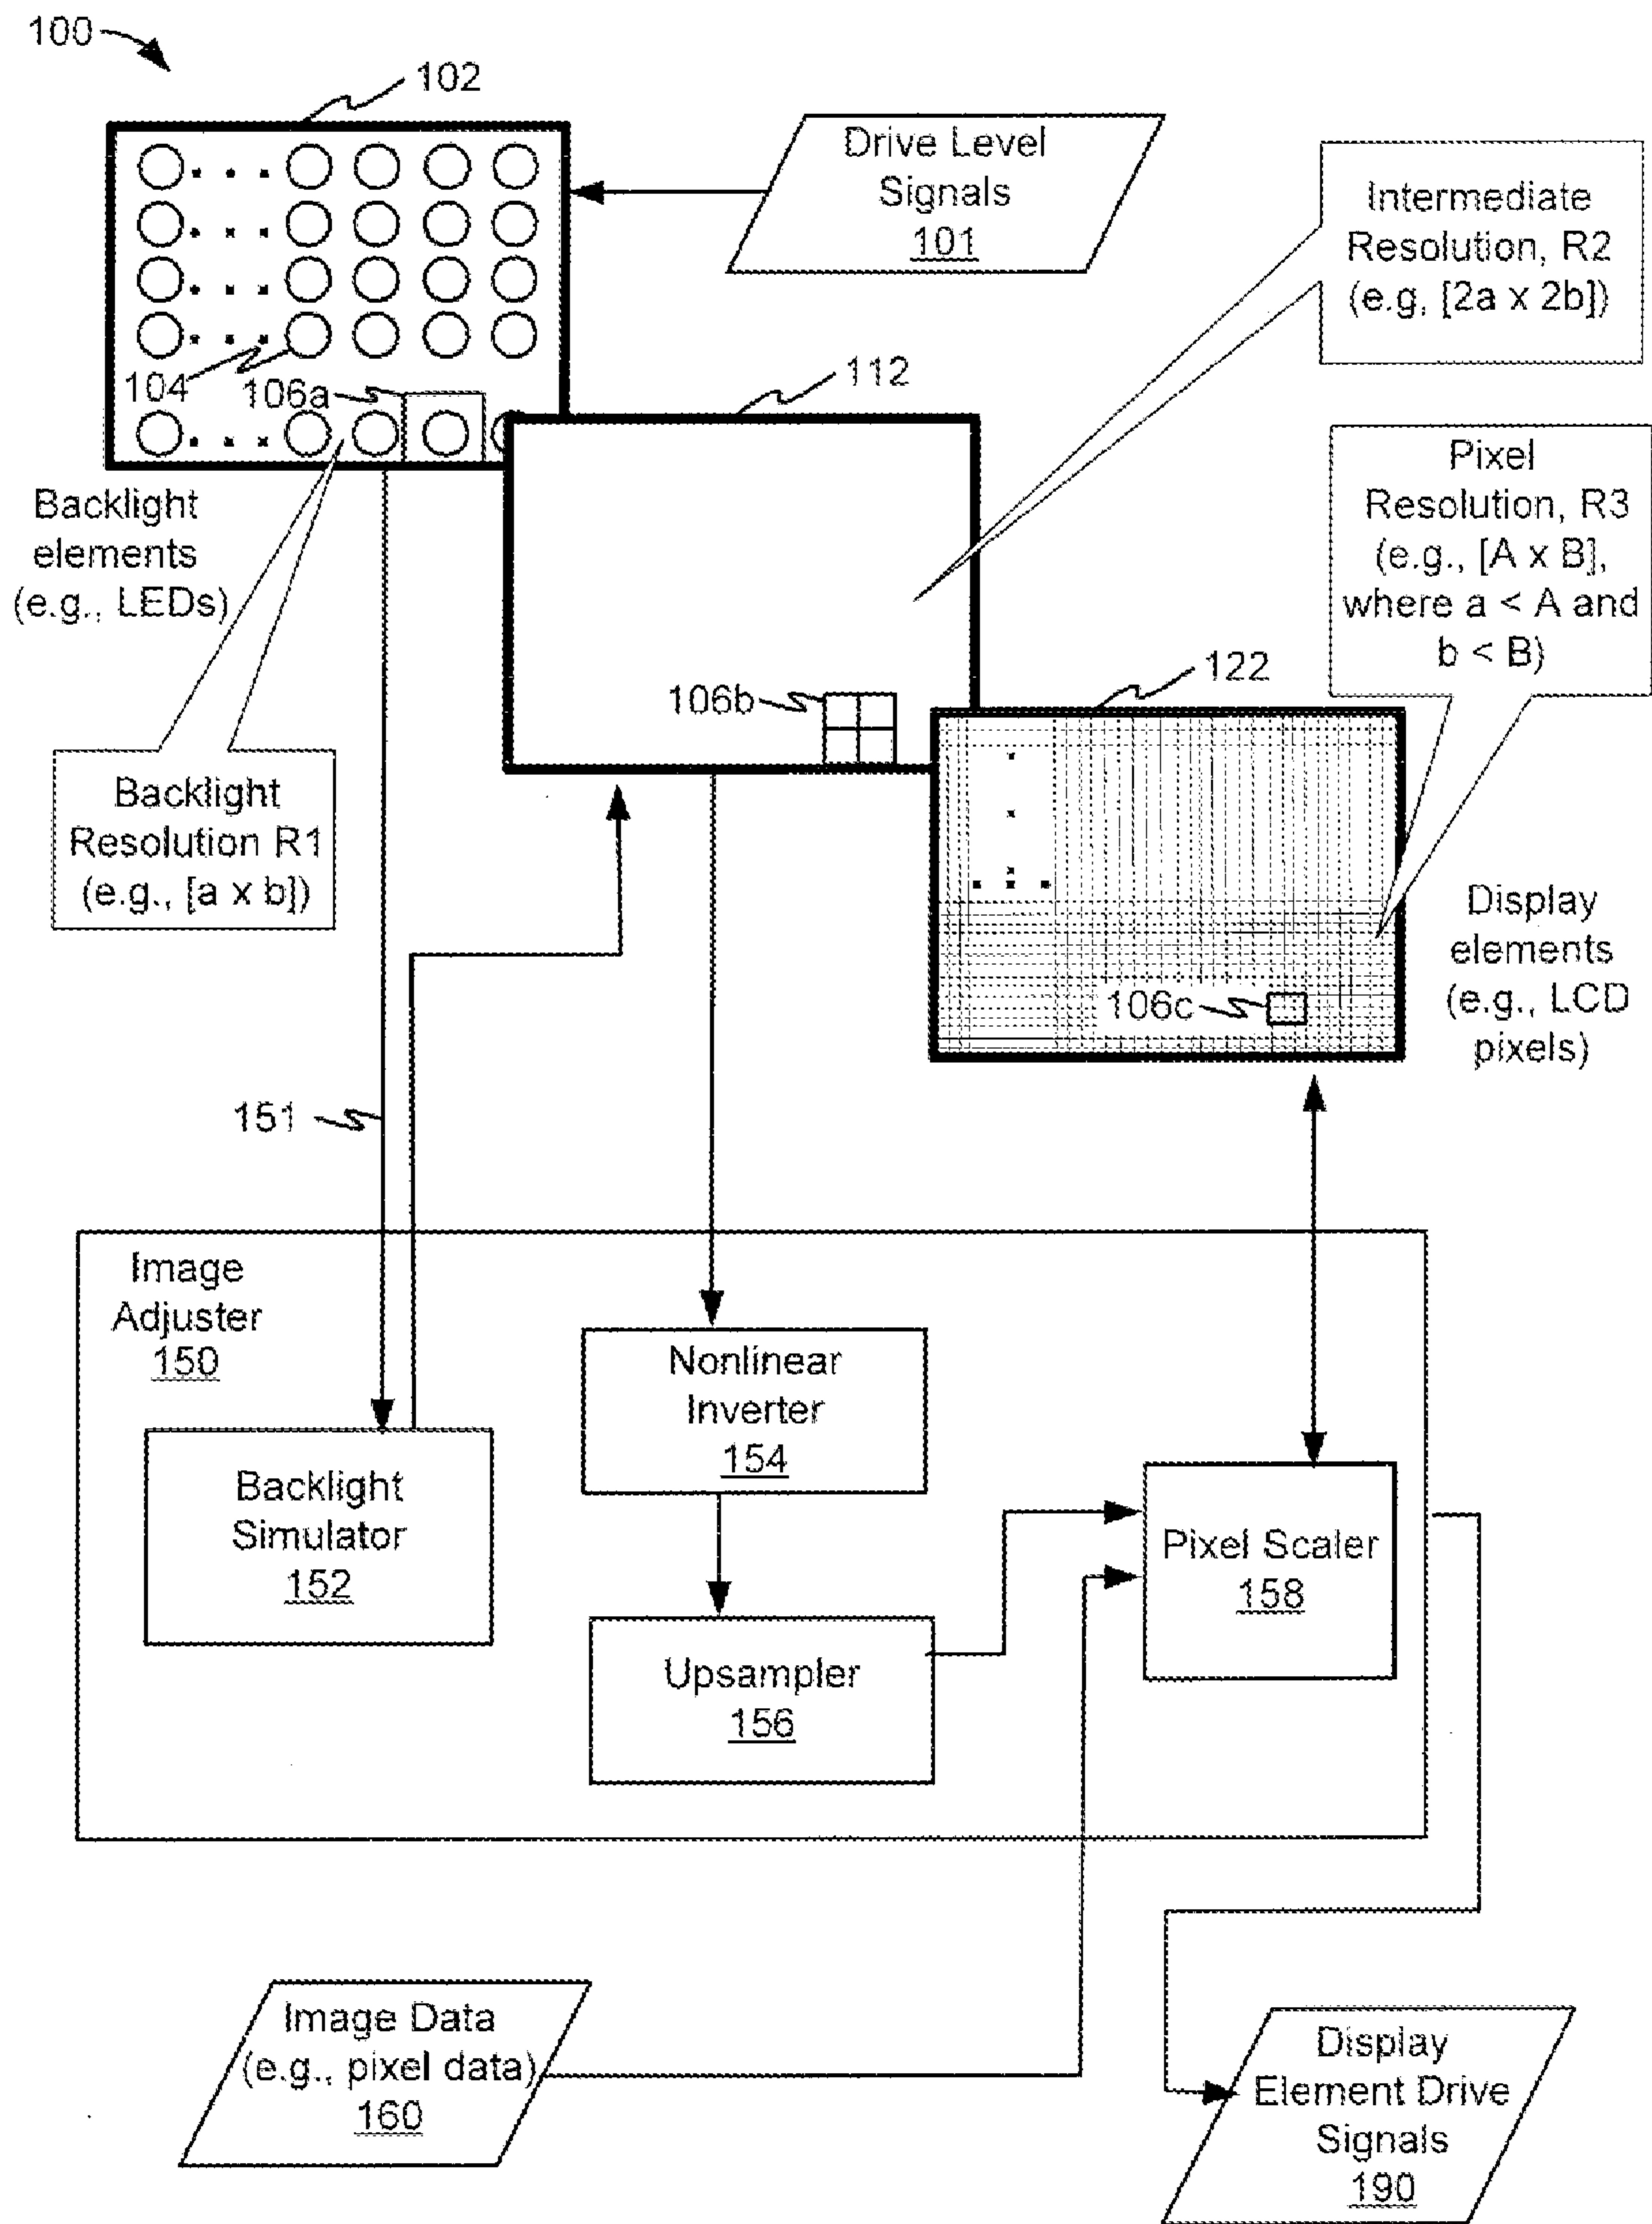 100
102
Drive Level
Signals
101
Intermediate
Resolution, R2
(e.g, [2a x 2b])
104
106a
112
Backlight
elements
(e.g., LEDs)
Pixel
Resolution, R3
(e.g., [A x B],
where a < A and
b < B)
122
106b
Backlight
Resolution R1
(e.g., [a x b])
Display
elements
(e.g., LCD
pixels)
106c
151
Image
Adjuster
150
Nonlinear
Inverter
154
Backlight
Simulator
152
Pixel Scaler
158
Upsampler
156
Image Data
(e.g., pixel data)
160
Display
Element Drive
Signals
190